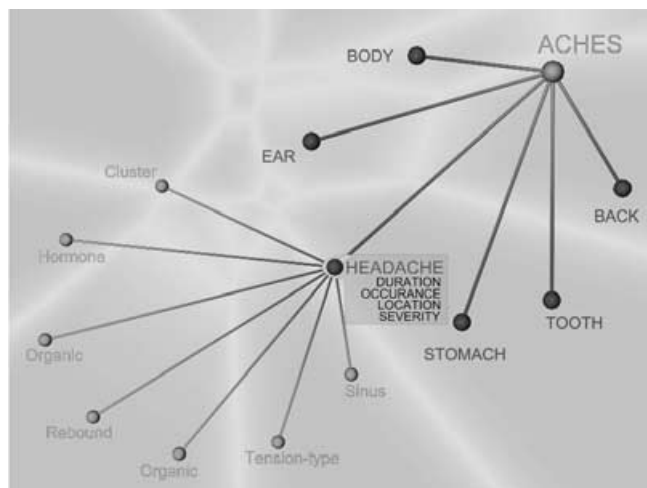 ACHES
BODY
EAR
BACK
Cluster
Hormone
HEADACHE
DURATION
OCCURANCE
LOCATION
SEVERITY
TOOTH
STOMACH
Organic
Sinus
Rebound
Organic
Tension-type